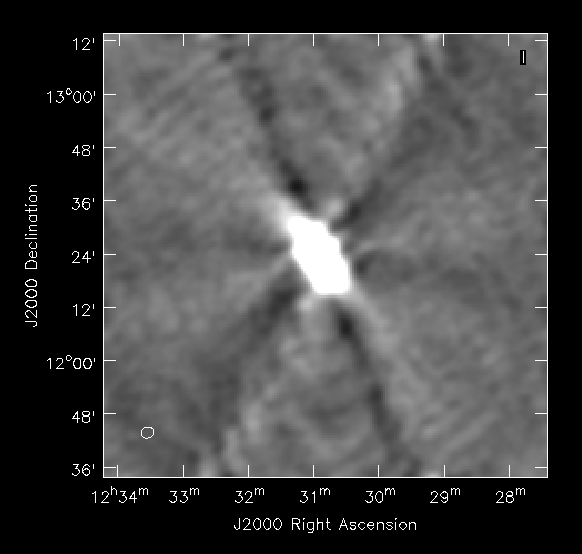 12'
I
13°00'
48'
36'
24'
12'
12°00'
48'
36'
J2000 Declination
12ʰ34ᵐ 33ᵐ 32ᵐ 31ᵐ 30ᵐ 29ᵐ 28ᵐ
J2000 Right Ascension